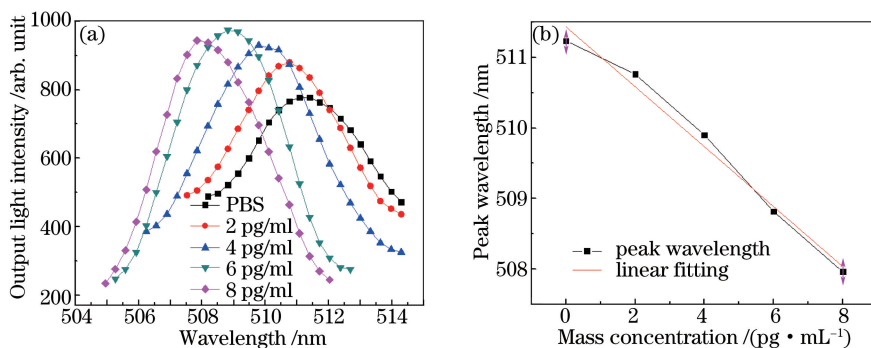 (a)
Output light intensity /arb. unit
1000
800
600
400
200
PBS
2 pg/ml
4 pg/ml
6 pg/ml
8 pg/ml
504 506 508 510 512 514
Wavelength /nm
(b)
Peak wavelength /nm
511
510
509
508
peak wavelength
linear fitting
0 2 4 6 8
Mass concentration /(pg · mL⁻¹)